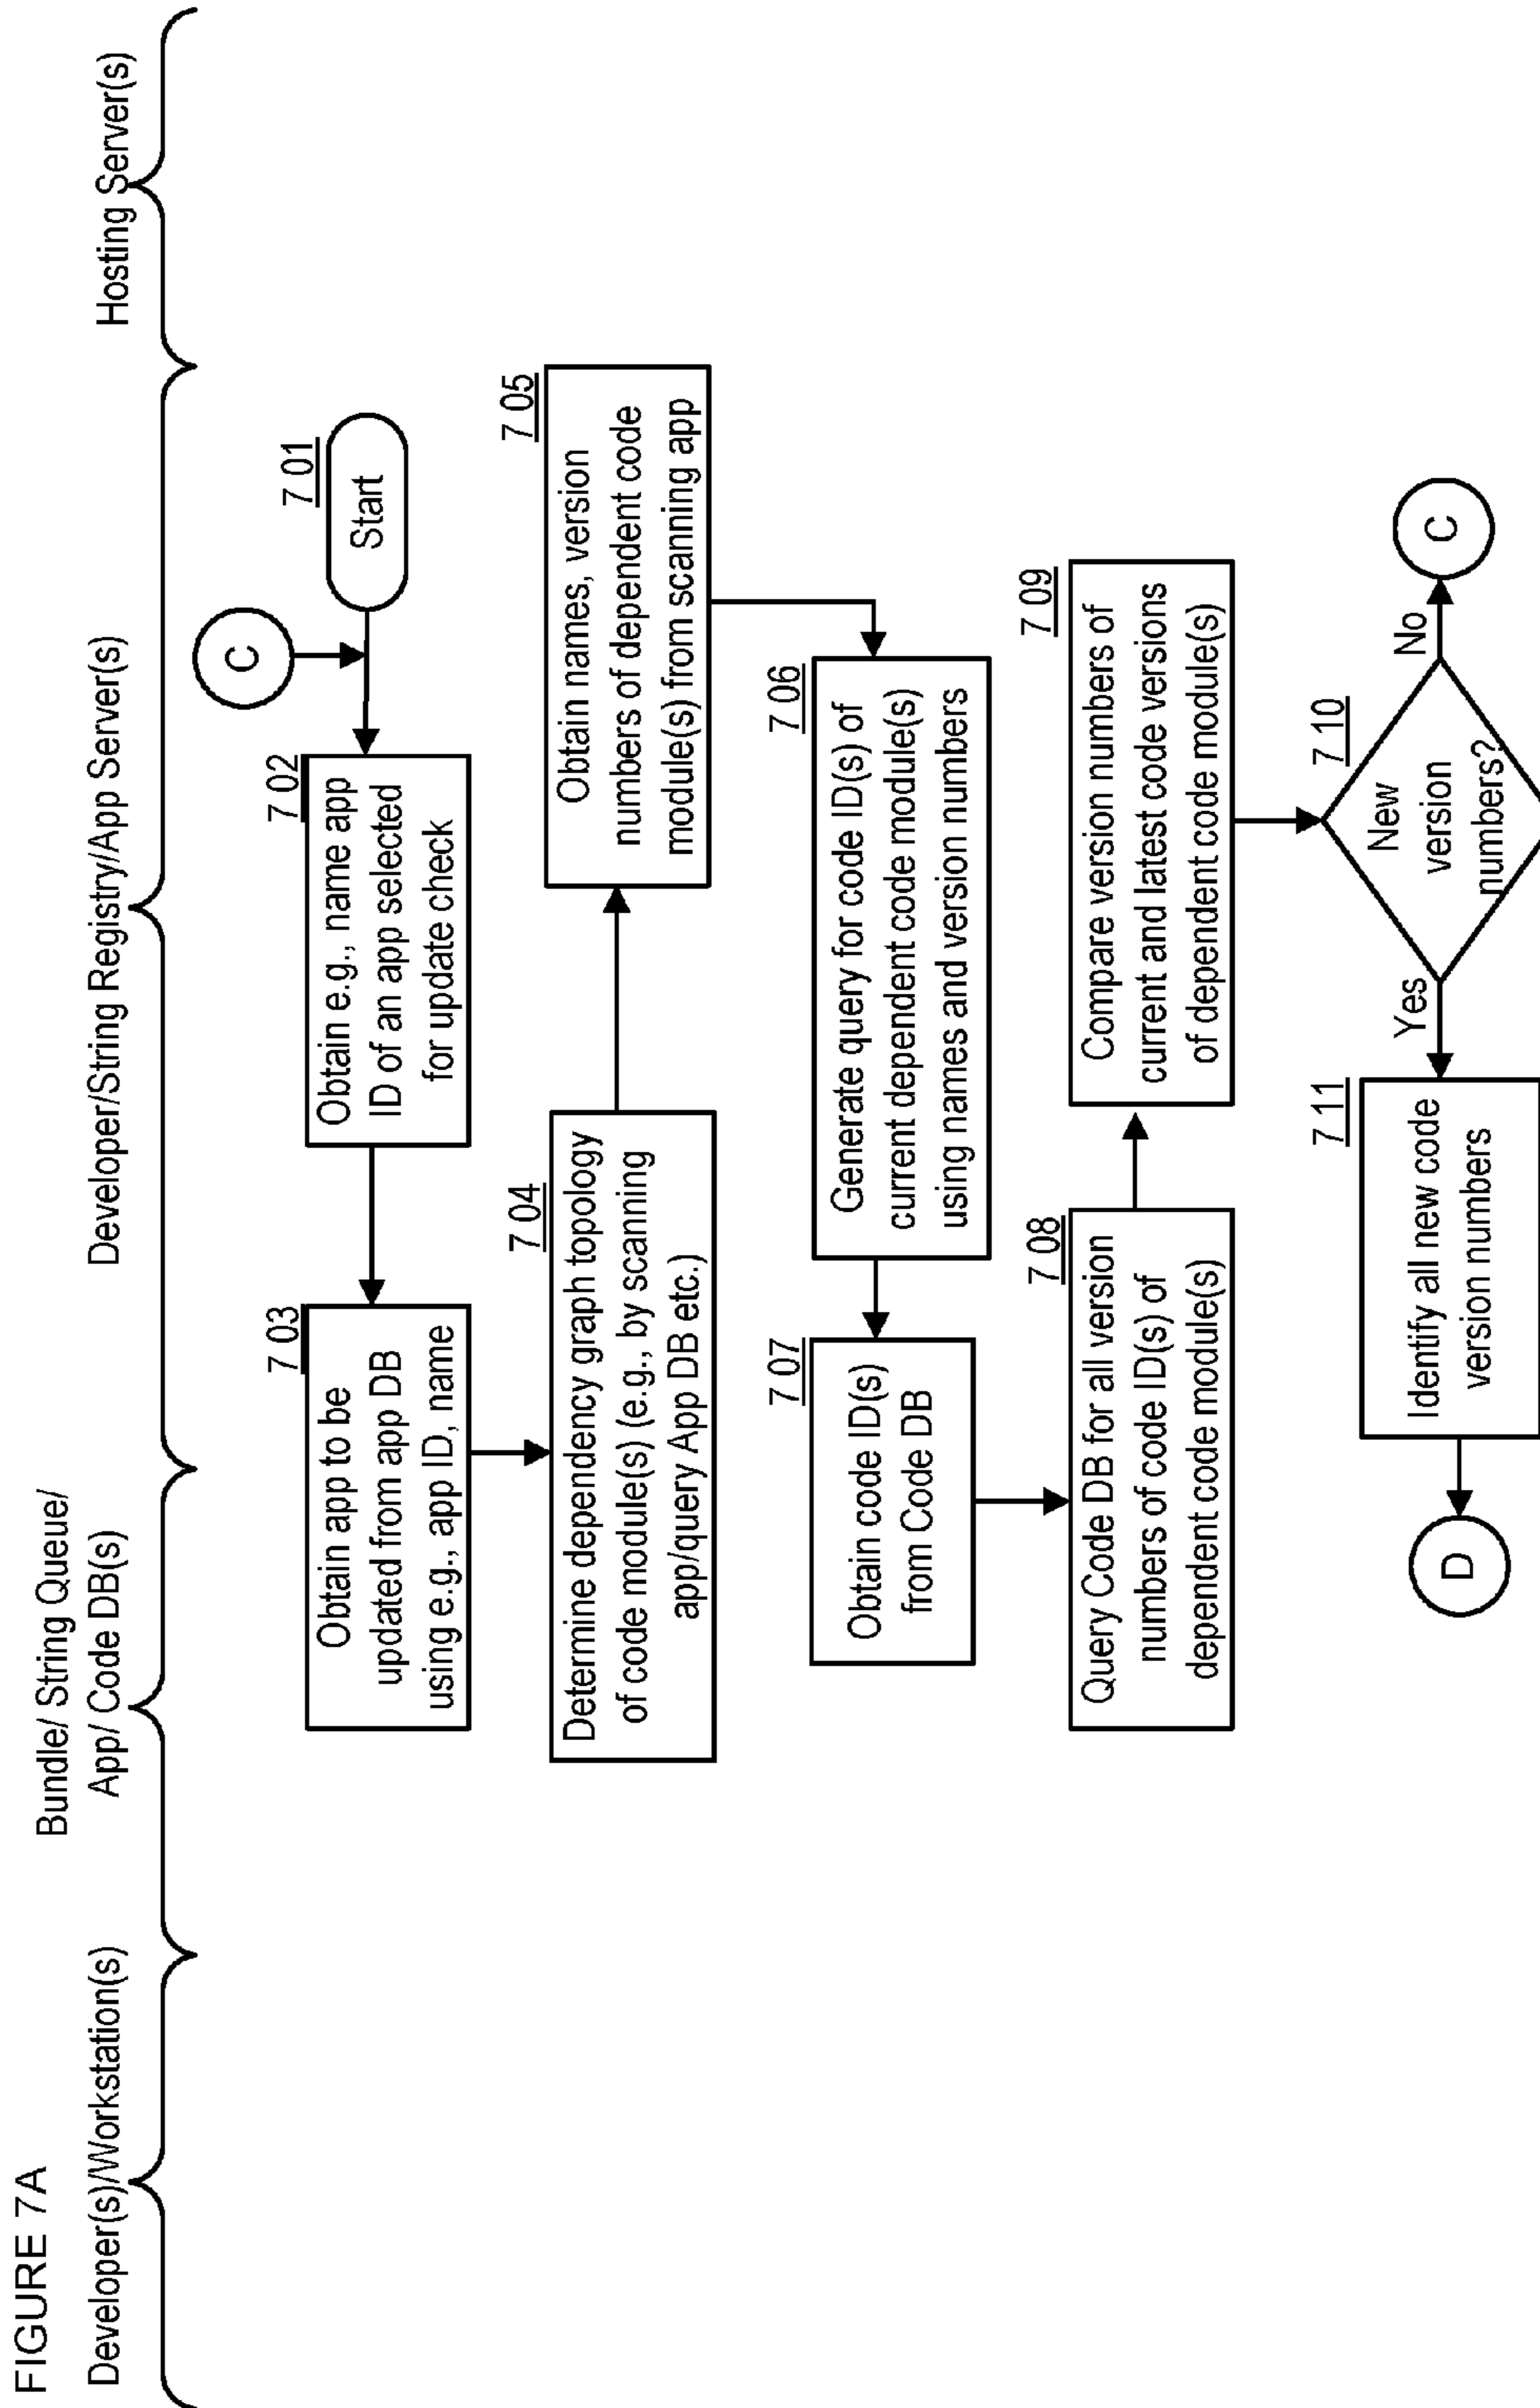 FIGURE 7A
Developer(s)/Workstation(s)
Bundle/ String Queue/
App/ Code DB(s)
Developer/String Registry/App Server(s)
Hosting Server(s)
C
7 01
Start
7 02
Obtain e.g., name app
ID of an app selected
for update check
7 03
Obtain app to be
updated from app DB
using e.g., app ID, name
7 04
Determine dependency graph topology
of code module(s) (e.g., by scanning
app/query App DB etc.)
7 05
Obtain names, version
numbers of dependent code
module(s) from scanning app
7 06
Generate query for code ID(s) of
current dependent code module(s)
using names and version numbers
7 07
Obtain code ID(s)
from Code DB
7 08
Query Code DB for all version
numbers of code ID(s) of
dependent code module(s)
7 09
Compare version numbers of
current and latest code versions
of dependent code module(s)
7 10
New
version
numbers?
No
C
Yes
7 11
Identify all new code
version numbers
D